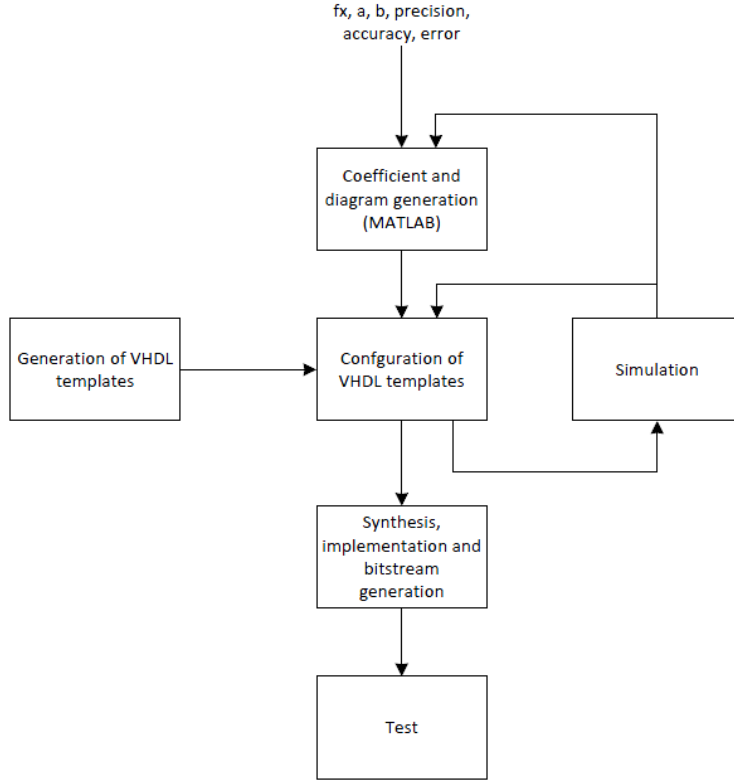 fx, a, b, precision,
accuracy, error
Coefficient and
diagram generation
(MATLAB)
Generation of VHDL
templates
Confguration of
VHDL templates
Simulation
Synthesis,
implementation and
bitstream
generation
Test